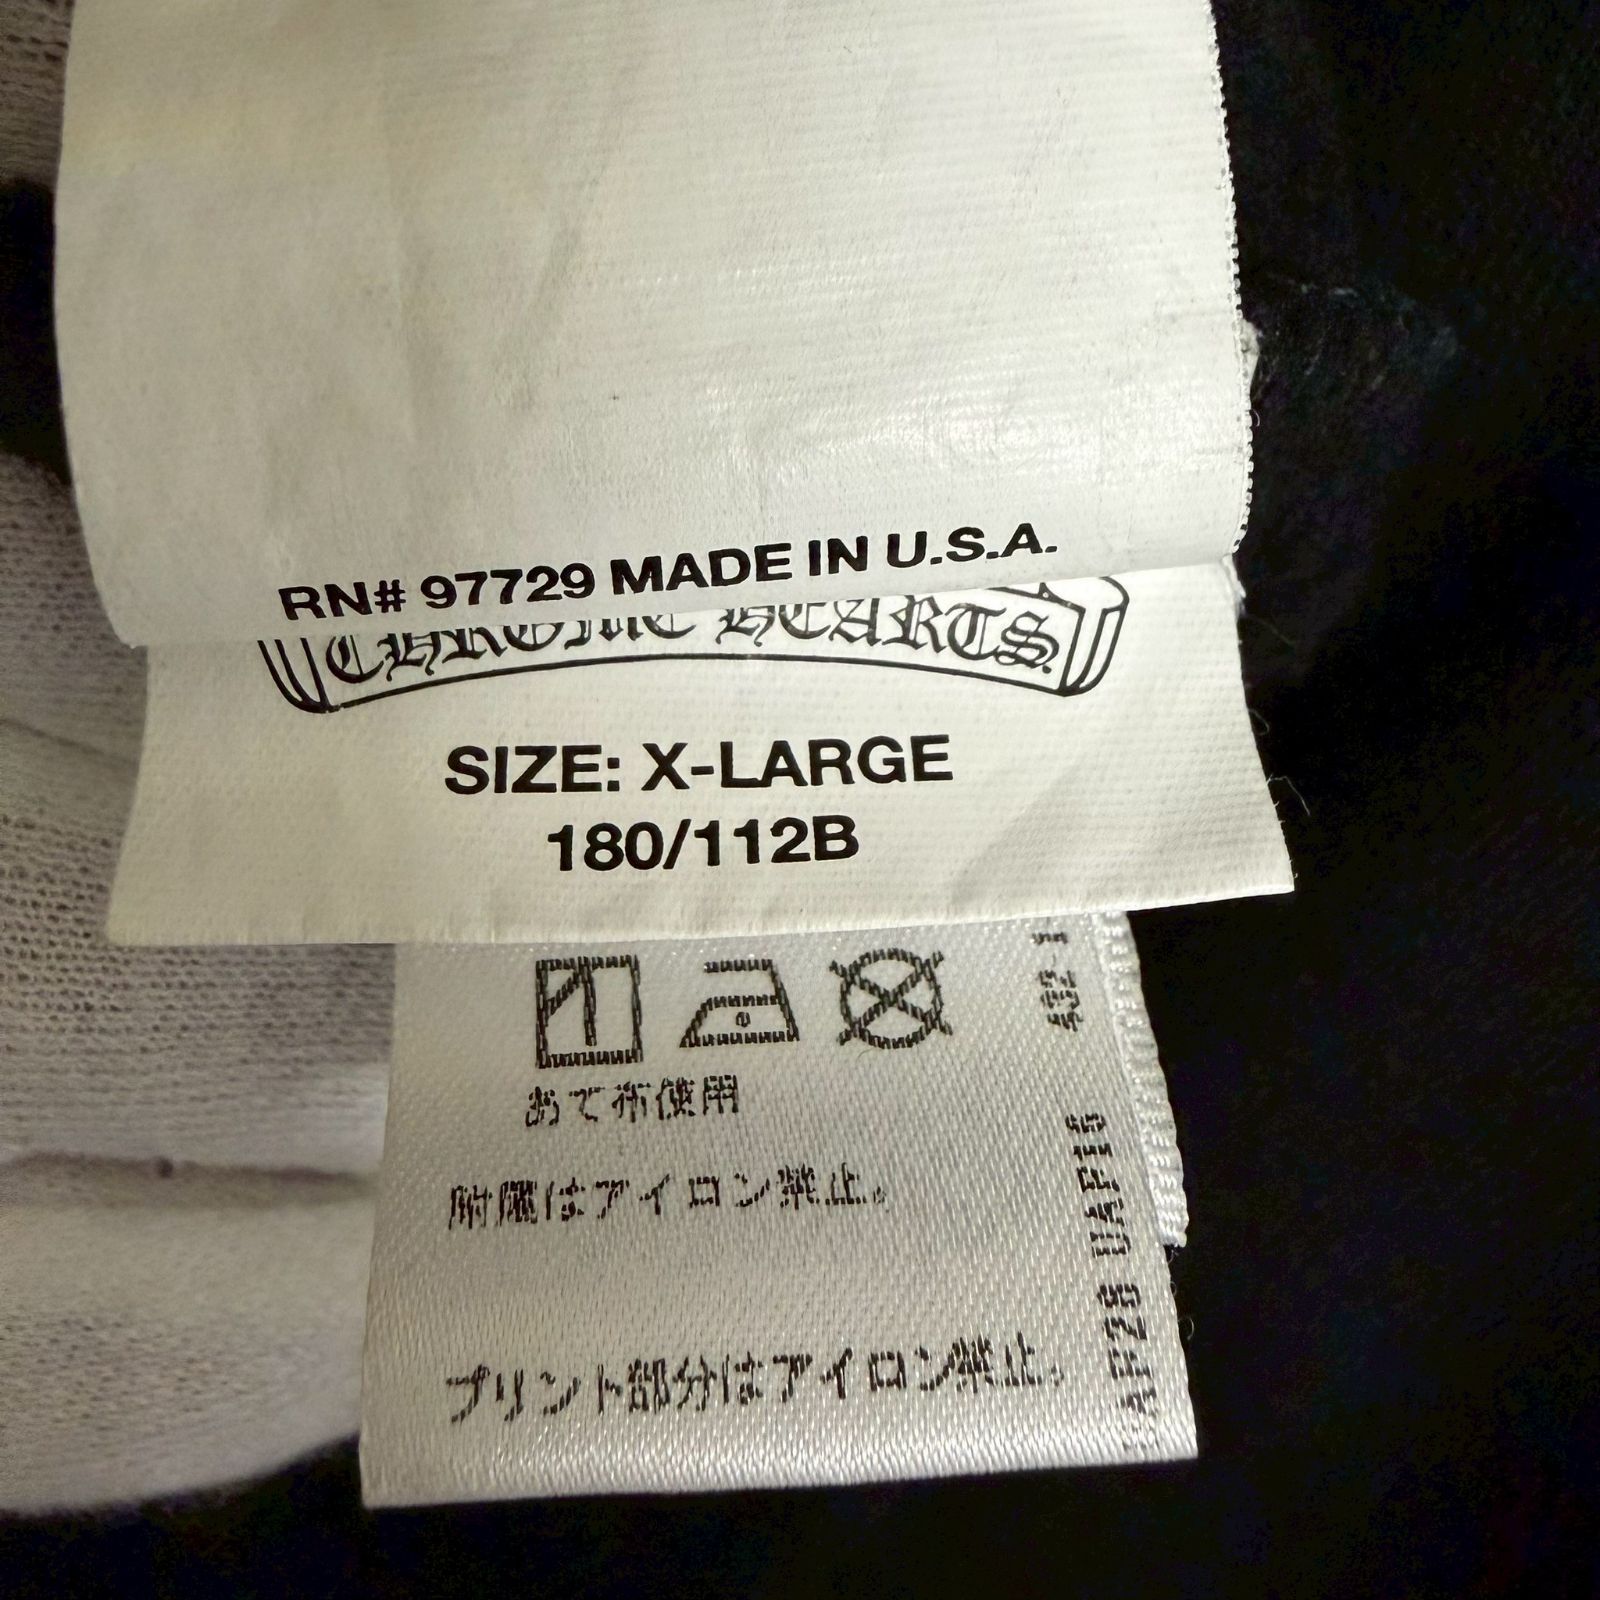 RN# 97729 MADE IN U.S.A.
CHROME HEARTS
SIZE: X-LARGE
180/112B
あて布使用
附属はアイロン禁止。
プリント部分はアイロン禁止。